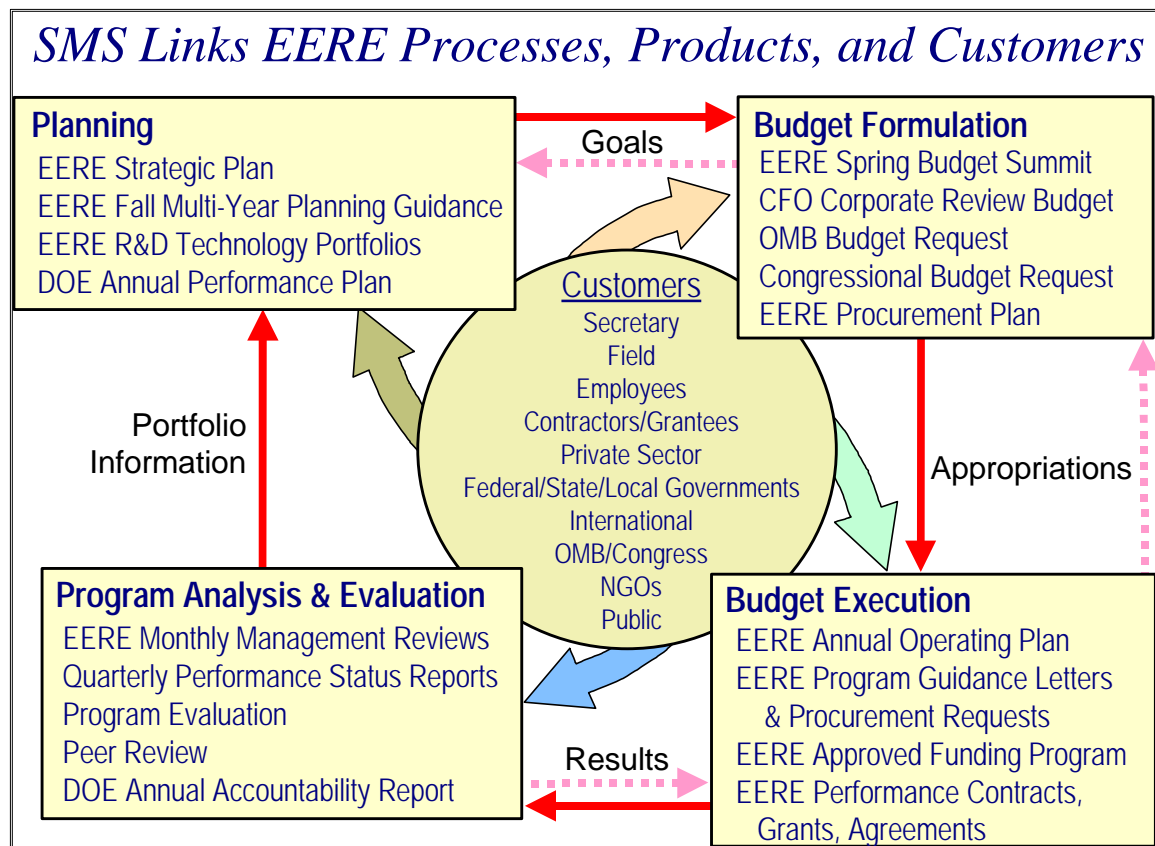 SMS Links EERE Processes, Products, and Customers
Planning
EERE Strategic Plan
EERE Fall Multi-Year Planning Guidance
EERE R&D Technology Portfolios
DOE Annual Performance Plan
Goals
Budget Formulation
EERE Spring Budget Summit
CFO Corporate Review Budget
OMB Budget Request
Congressional Budget Request
EERE Procurement Plan
Customers
Secretary
Field
Employees
Contractors/Grantees
Private Sector
Federal/State/Local Governments
International
OMB/Congress
NGOs
Public
Portfolio
Information
Appropriations
Program Analysis & Evaluation
EERE Monthly Management Reviews
Quarterly Performance Status Reports
Program Evaluation
Peer Review
DOE Annual Accountability Report
Results
Budget Execution
EERE Annual Operating Plan
EERE Program Guidance Letters
& Procurement Requests
EERE Approved Funding Program
EERE Performance Contracts,
Grants, Agreements